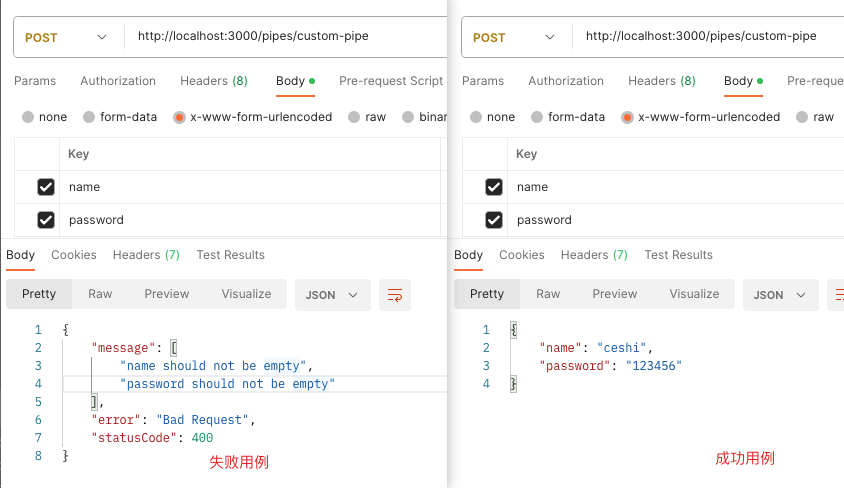 POST http://localhost:3000/pipes/custom-pipe
Params Authorization Headers (8) Body Pre-request Script
none form-data x-www-form-urlencoded raw binar
Key
name
password
Body Cookies Headers (7) Test Results
Pretty Raw Preview Visualize JSON
1 {
2 "message": [
3 "name should not be empty",
4 "password should not be empty"
5 ],
6 "error": "Bad Request",
7 "statusCode": 400
8 }
失败用例
POST http://localhost:3000/pipes/custom-pipe
Params Authorization Headers (8) Body Pre-reque
none form-data x-www-form-urlencoded raw
Key
name
password
Body Cookies Headers (7) Test Results
Pretty Raw Preview Visualize JSON
1 {
2 "name": "ceshi",
3 "password": "123456"
4 }
成功用例